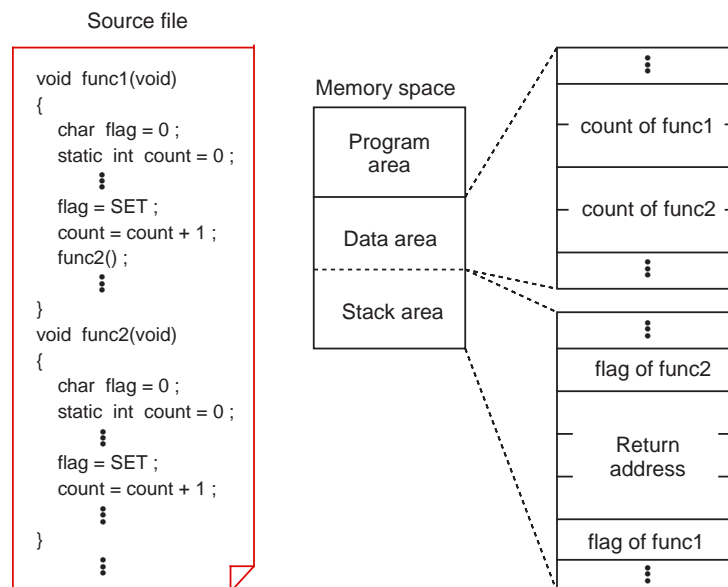 Source file
void func1(void)
{
char flag = 0 ;
static int count = 0 ;
flag = SET ;
count = count + 1 ;
func2() ;
}
void func2(void)
{
char flag = 0 ;
static int count = 0 ;
flag = SET ;
count = count + 1 ;
}
Memory space
Program
area
Data area
Stack area
count of func1
count of func2
flag of func2
Return
address
flag of func1